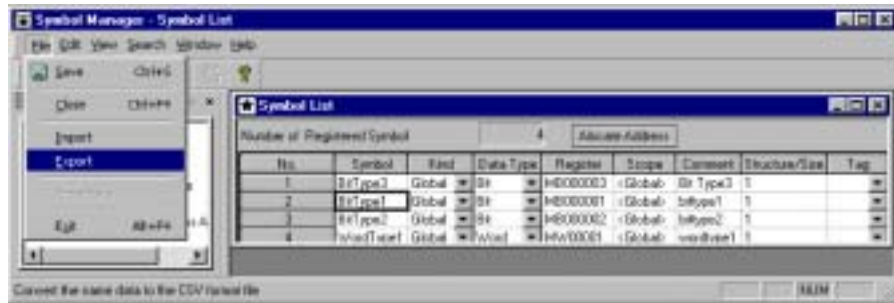 Symbol Manager - Symbol List
File Edit View Search Window Help
Save Ctrl+S
Close Ctrl+F4
Import
Export
Exit Alt+F4
Symbol List
Number of Registered Symbol 4 Allocate Address
No. Symbol Kind Data Type Register Scope Comment Structure/Size Tag
1 BitType3 Global Bit MB000003 <Global> Bit Type3 1
2 BitType1 Global Bit MB000001 <Global> bittype1 1
3 BitType2 Global Bit MB000002 <Global> bittype2 1
4 WordType1 Global Word MW00001 <Global> wordtype1 1
Convert the name data to the CSV format file
NUM